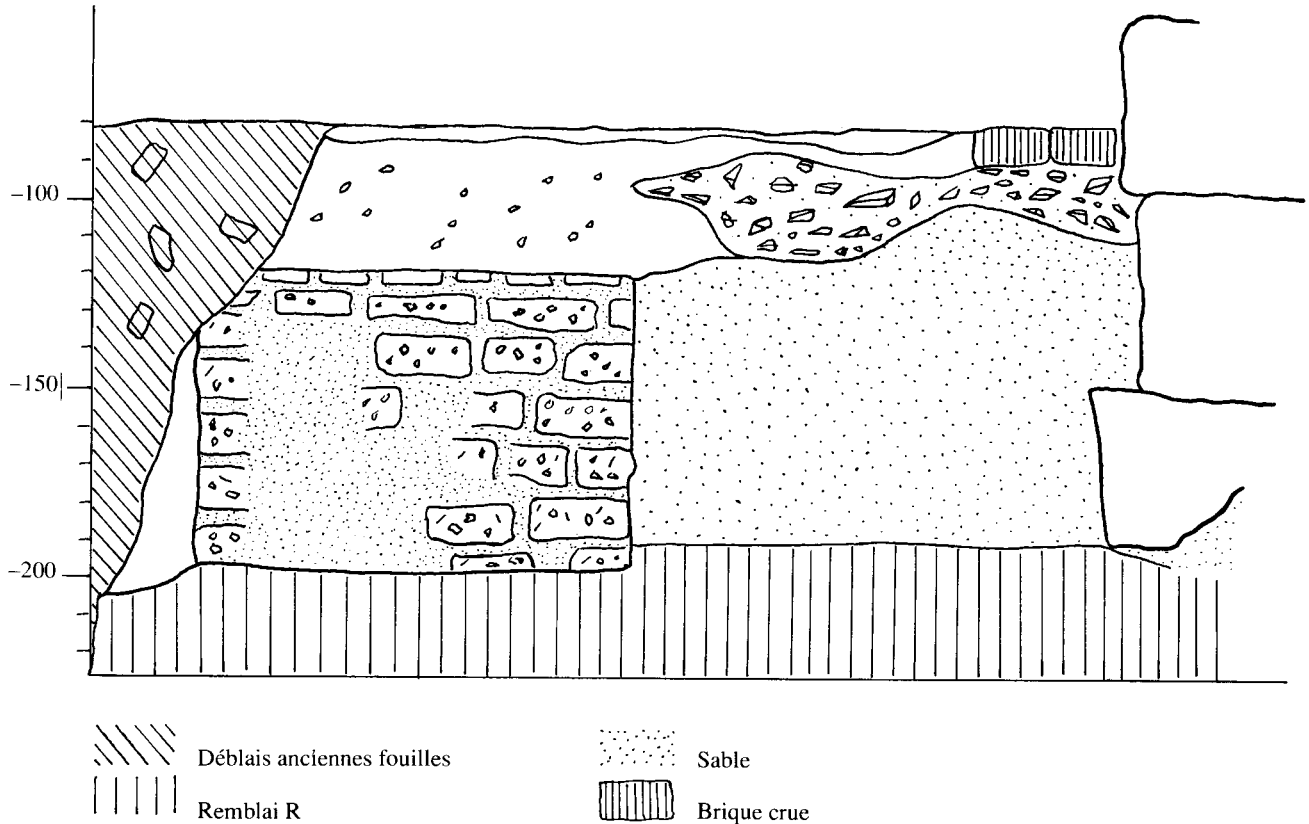 –100
–150
–200
Déblais anciennes fouilles
Sable
Remblai R
Brique crue